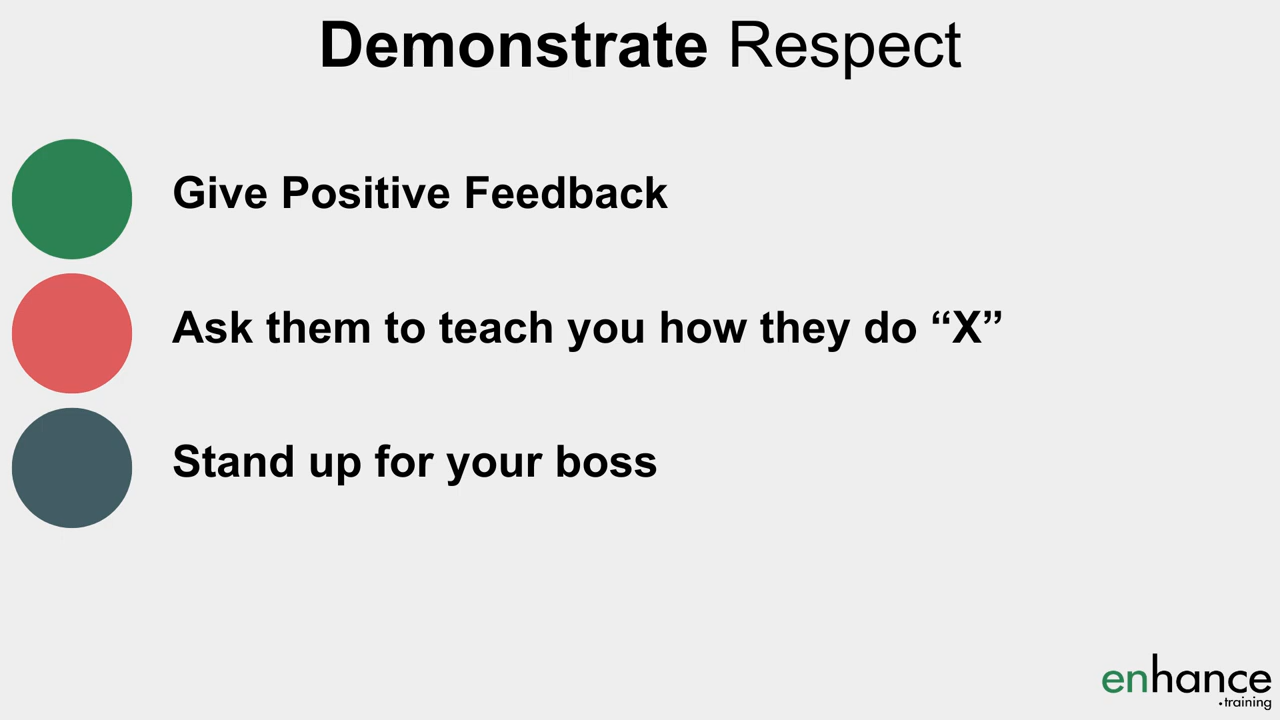 Demonstrate Respect
Give Positive Feedback
Ask them to teach you how they do “X”
Stand up for your boss
enhance
.training